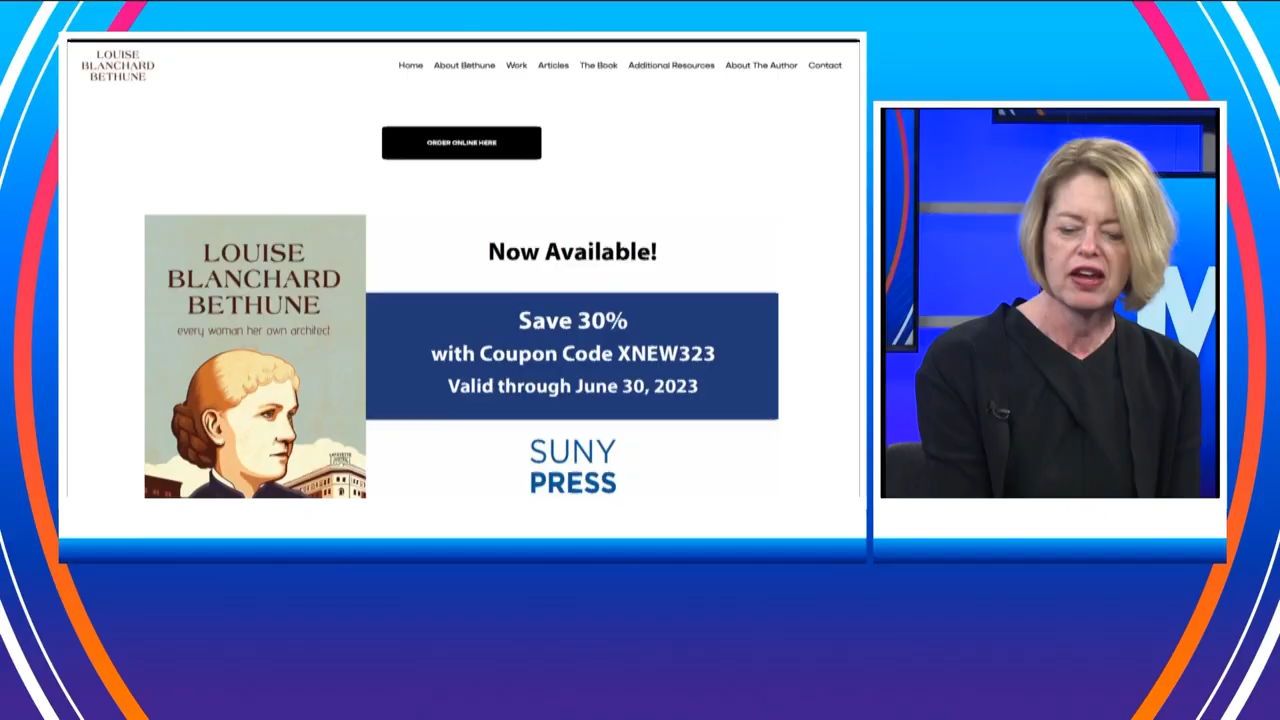 LOUISE
BLANCHARD
BETHUNE
Home About Bethune Work Articles The Book Additional Resources About The Author Contact
ORDER ONLINE HERE
LOUISE
BLANCHARD
BETHUNE
every woman her own architect
LAFAYETTE
HOTEL
Now Available!
Save 30%
with Coupon Code XNEW323
Valid through June 30, 2023
SUNY
PRESS
M